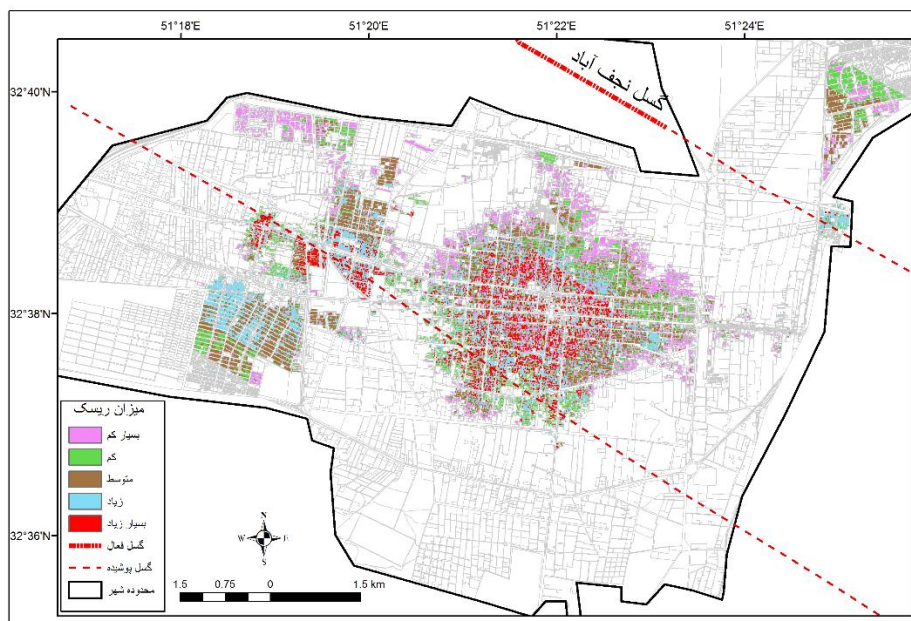 51°18'E
51°20'E
51°22'E
51°24'E
32°40'N
32°38'N
32°36'N
گسل نجف آباد
میزان ریسک
بسیار کم
کم
متوسط
زیاد
بسیار زیاد
گسل فعال
گسل پوشیده
محدوده شهر
N
W
E
S
1.5 0.75 0 1.5 km